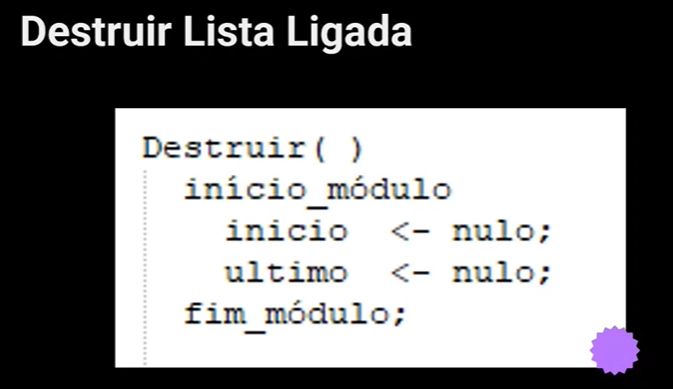 Destruir Lista Ligada
Destruir( )
início_módulo
inicio <- nulo;
ultimo <- nulo;
fim_módulo;